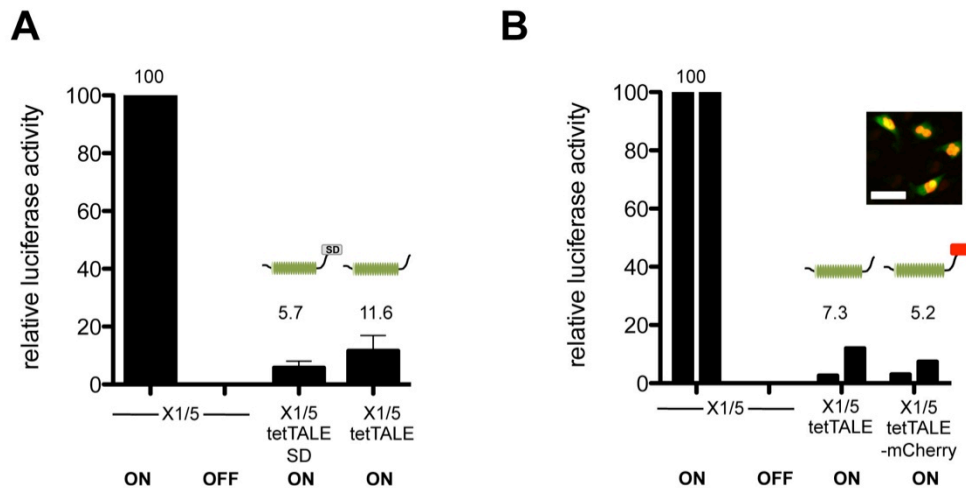 A
relative luciferase activity
100
80
60
40
20
0
100
SD
5.7
11.6
X1/5
X1/5
tetTALE
SD
X1/5
tetTALE
ON
OFF
ON
ON
B
relative luciferase activity
100
80
60
40
20
0
100
7.3
5.2
X1/5
X1/5
tetTALE
X1/5
tetTALE
-mCherry
ON
OFF
ON
ON